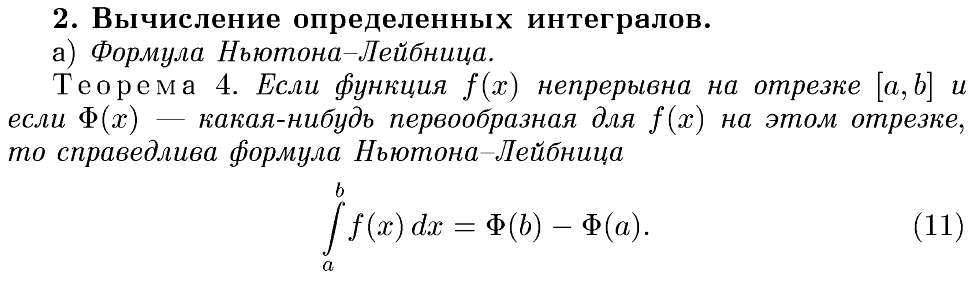 2. Вычисление определенных интегралов.
а) Формула Ньютона–Лейбница.
Теорема 4. Если функция f(x) непрерывна на отрезке [a, b] и
если Φ(x) — какая-нибудь первообразная для f(x) на этом отрезке,
то справедлива формула Ньютона–Лейбница
∫_a^b f(x) dx = Φ(b) − Φ(a). (11)